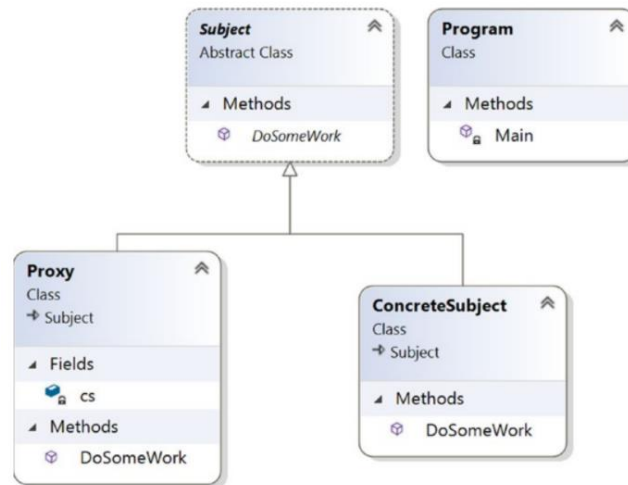 Subject
Abstract Class
Methods
DoSomeWork
Program
Class
Methods
Main
Proxy
Class
Subject
Fields
cs
Methods
DoSomeWork
ConcreteSubject
Class
Subject
Methods
DoSomeWork